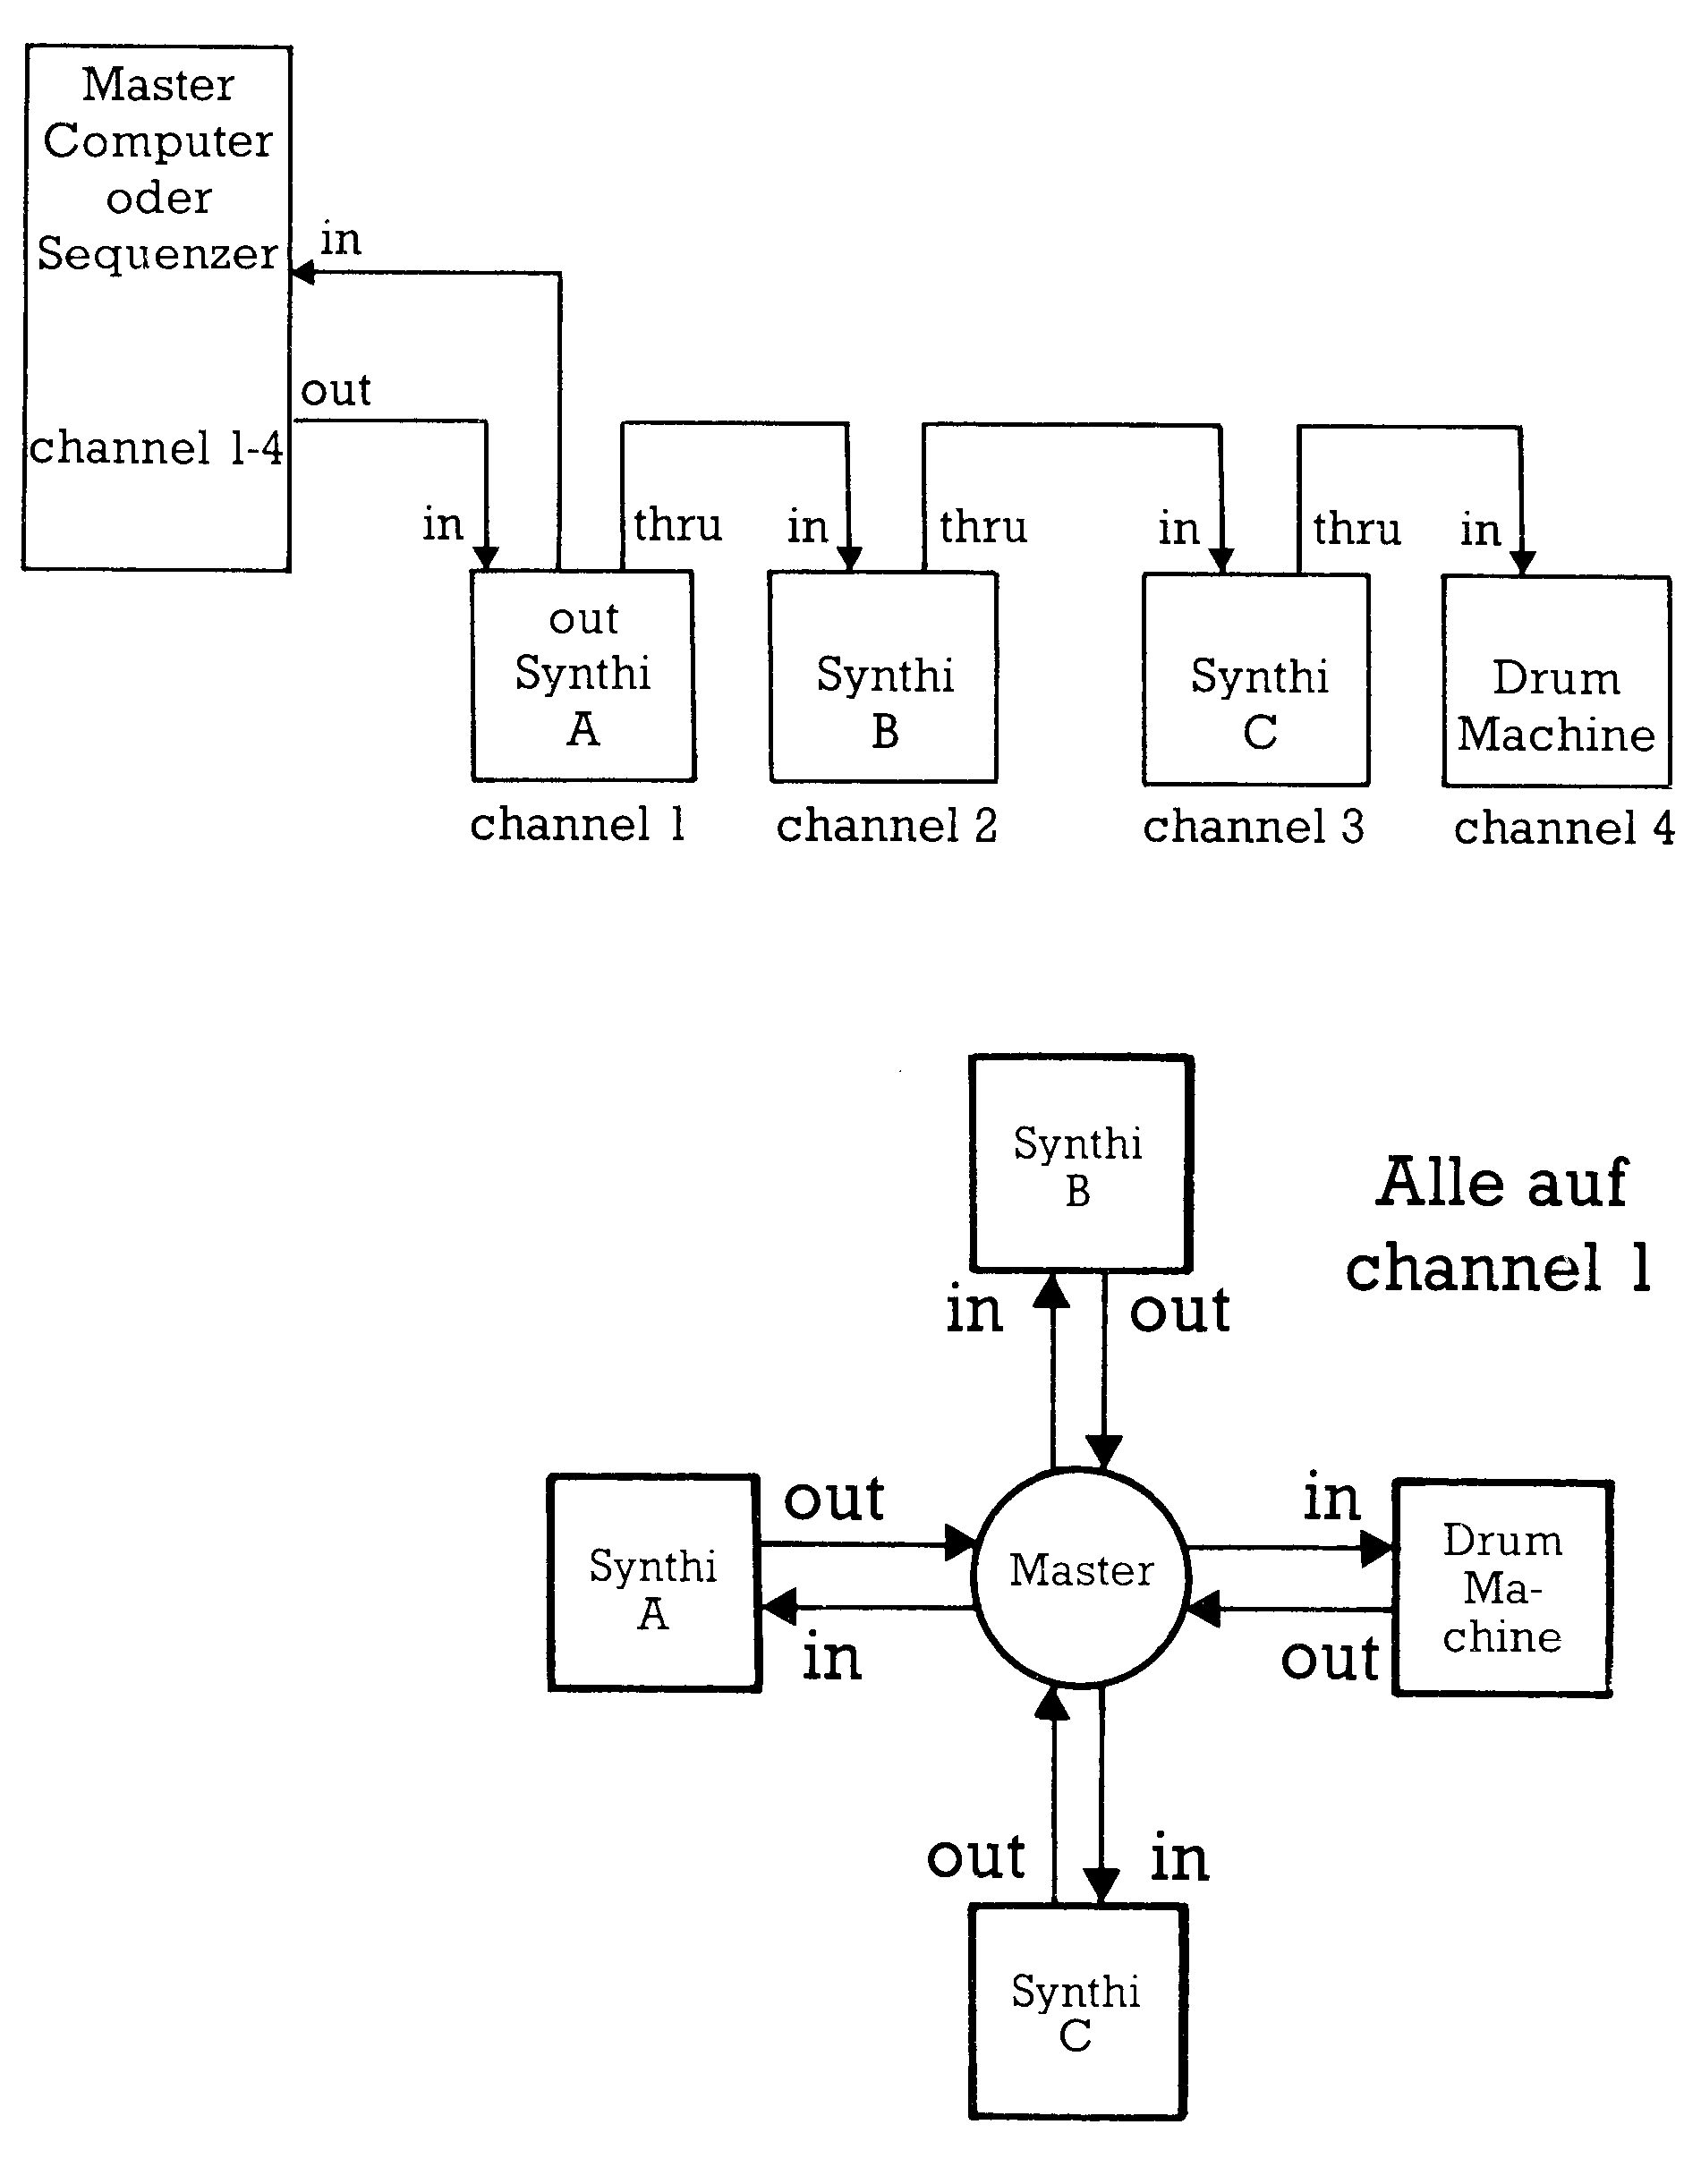 Master
Computer
oder
Sequenzer
in
out
channel 1-4
in
thru
in
thru
in
thru
in
out
Synthi
A
Synthi
B
Synthi
C
Drum
Machine
channel 1
channel 2
channel 3
channel 4
Synthi
B
Alle auf
channel 1
in
out
out
in
Synthi
A
Master
Drum
Ma-
chine
in
out
out
in
Synthi
C